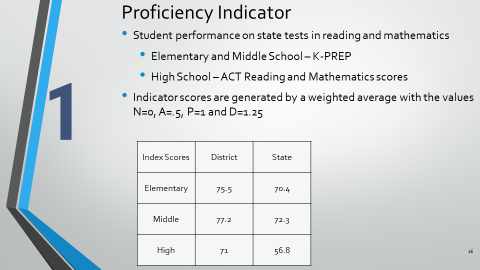 Proficiency Indicator
1
• Student performance on state tests in reading and mathematics
• Elementary and Middle School – K-PREP
• High School – ACT Reading and Mathematics scores
• Indicator scores are generated by a weighted average with the values
N=0, A=.5, P=1 and D=1.25
Index Scores District State
Elementary 75.5 70.4
Middle 77.2 72.3
High 71 56.8
16